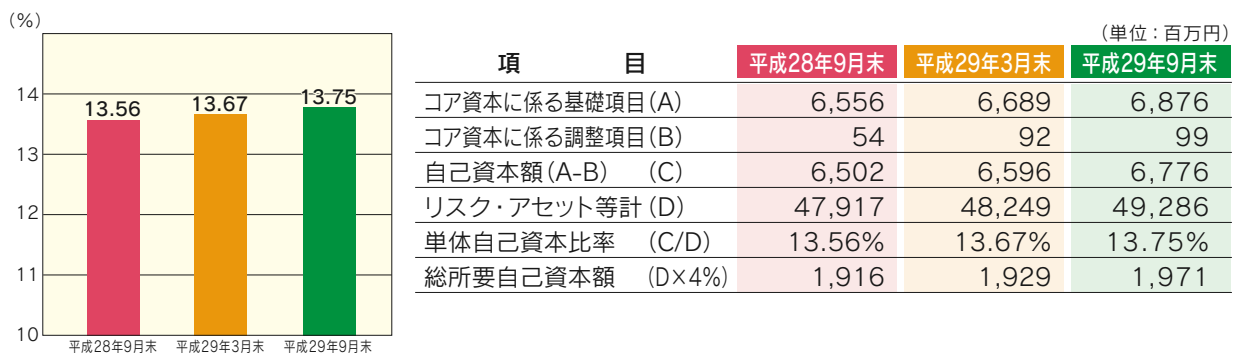 (%)
14
13
12
11
10
13.56
13.67
13.75
平成28年9月末 平成29年3月末 平成29年9月末
(単位:百万円)
項 目 平成28年9月末 平成29年3月末 平成29年9月末
コア資本に係る基礎項目(A) 6,556 6,689 6,876
コア資本に係る調整項目(B) 54 92 99
自己資本額(A-B) (C) 6,502 6,596 6,776
リスク・アセット等計(D) 47,917 48,249 49,286
単体自己資本比率 (C/D) 13.56% 13.67% 13.75%
総所要自己資本額 (D×4%) 1,916 1,929 1,971